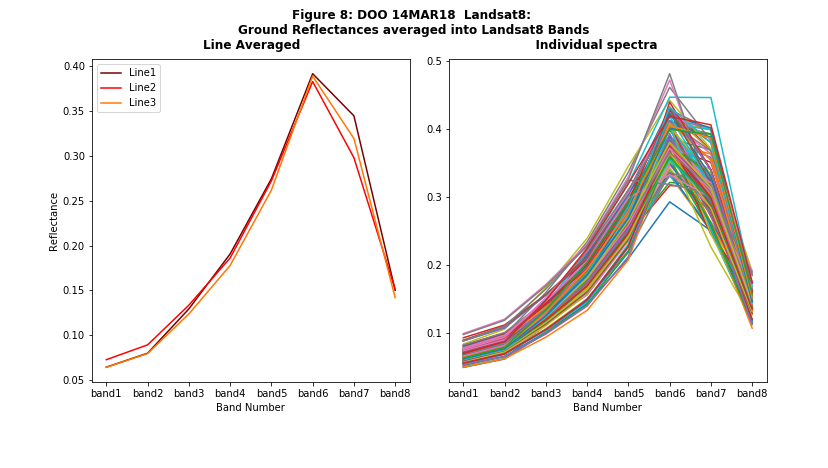 Figure 8: DOO 14MAR18  Landsat8:
Ground Reflectances averaged into Landsat8 Bands
Line Averaged
Individual spectra
Line1
Line2
Line3
Reflectance
0.40
0.35
0.30
0.25
0.20
0.15
0.10
0.05
band1 band2 band3 band4 band5 band6 band7 band8
Band Number
0.5
0.4
0.3
0.2
0.1
band1 band2 band3 band4 band5 band6 band7 band8
Band Number